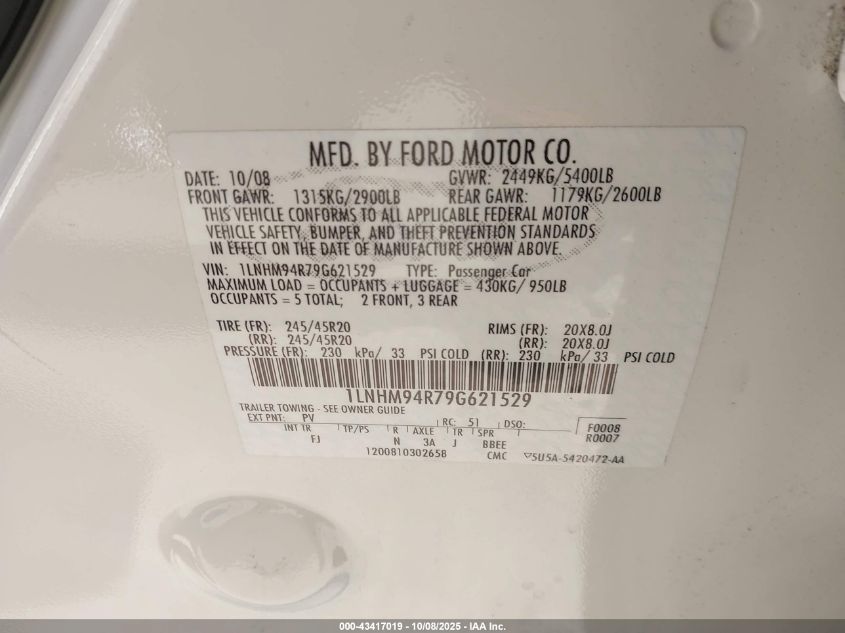 MFD. BY FORD MOTOR CO.
DATE: 10/08 GVWR: 2449KG/5400LB
FRONT GAWR: 1315KG/2900LB REAR GAWR: 1179KG/2600LB
THIS VEHICLE CONFORMS TO ALL APPLICABLE FEDERAL MOTOR
VEHICLE SAFETY, BUMPER, AND THEFT PREVENTION STANDARDS
IN EFFECT ON THE DATE OF MANUFACTURE SHOWN ABOVE.
VIN: 1LNHM94R79G621529 TYPE: Passenger Car
MAXIMUM LOAD = OCCUPANTS + LUGGAGE = 430KG/ 950LB
OCCUPANTS = 5 TOTAL; 2 FRONT, 3 REAR
TIRE (FR): 245/45R20 RIMS (FR): 20X8.0J
(RR): 245/45R20 (RR): 20X8.0J
PRESSURE (FR): 230 kPa/ 33 PSI COLD (RR): 230 kPa/ 33 PSI COLD
1LNHM94R79G621529
TRAILER TOWING - SEE OWNER GUIDE
EXT PNT: PV RC: 51 DSO: F0008
INT TR TP/PS R AXLE TR SPR R0007
FJ N 3A J BBEE
12008103026​58 CMC 5U5A-5420472-AA
000-43417019 - 10/08/2025 - IAA Inc.